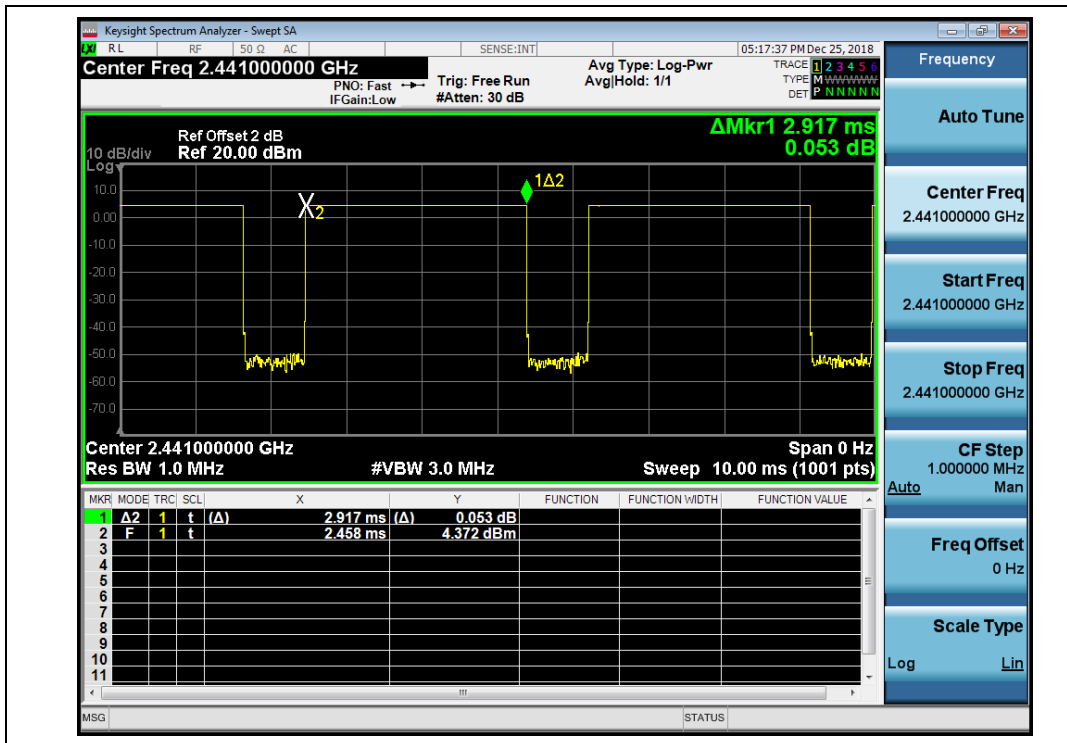 Keysight Spectrum Analyzer - Swept SA
LXI RL RF 50 Ω AC SENSE:INT 05:17:37 PM Dec 25, 2018
Center Freq 2.441000000 GHz
PNO: Fast
IFGain:Low
Trig: Free Run
#Atten: 30 dB
Avg Type: Log-Pwr
Avg|Hold: 1/1
TRACE 1 2 3 4 5 6
TYPE M WWWWW
DET P N N N N N
ΔMkr1 2.917 ms
0.053 dB
Ref Offset 2 dB
10 dB/div Ref 20.00 dBm
Log
10.0
0.00
-10.0
-20.0
-30.0
-40.0
-50.0
-60.0
-70.0
X2
1Δ2
Center 2.441000000 GHz Span 0 Hz
Res BW 1.0 MHz #VBW 3.0 MHz Sweep 10.00 ms (1001 pts)
MKR MODE TRC SCL X Y FUNCTION FUNCTION WIDTH FUNCTION VALUE
1 Δ2 1 t (Δ) 2.917 ms (Δ) 0.053 dB
2 F 1 t 2.458 ms 4.372 dBm
3
4
5
6
7
8
9
10
11
MSG STATUS
Frequency
Auto Tune
Center Freq
2.441000000 GHz
Start Freq
2.441000000 GHz
Stop Freq
2.441000000 GHz
CF Step
1.000000 MHz
Auto Man
Freq Offset
0 Hz
Scale Type
Log Lin